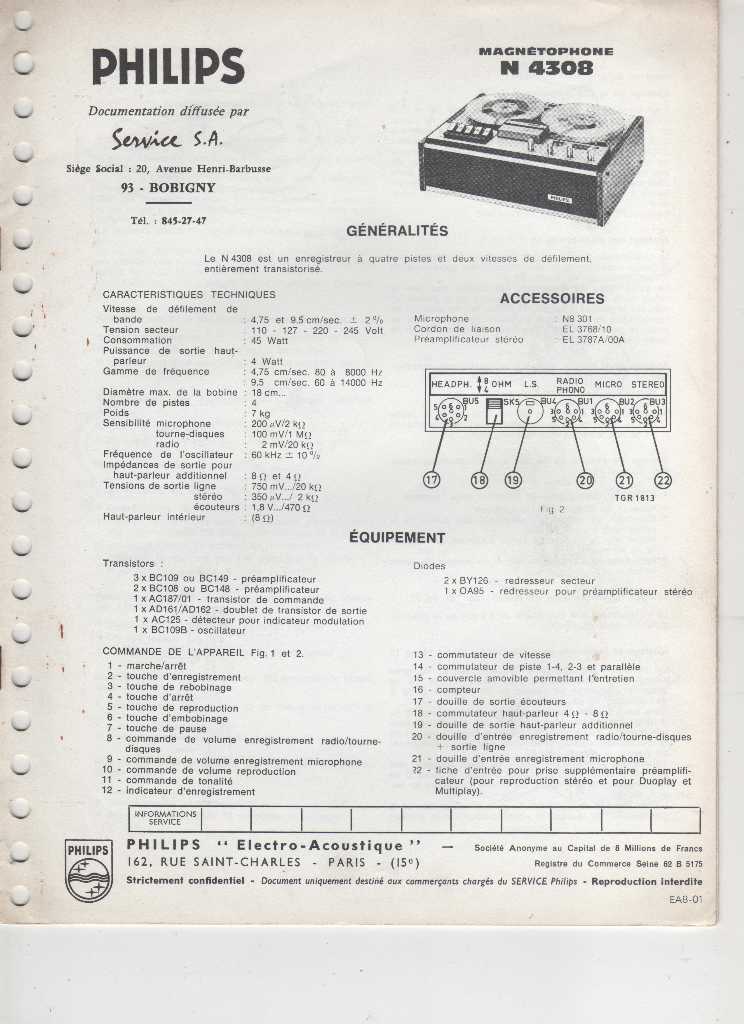 PHILIPS
Documentation diffusée par
Service S.A.
Siège Social : 20, Avenue Henri-Barbusse
93 - BOBIGNY
Tél. : 845-27-47
MAGNÉTOPHONE
N 4308
PHILIPS
GÉNÉRALITÉS
Le N 4308 est un enregistreur à quatre pistes et deux vitesses de défilement,
entièrement transistorisé.
CARACTERISTIQUES TECHNIQUES
Vitesse de défilement de
bande : 4,75 et 9,5 cm/sec. ± 2 %
Tension secteur : 110 - 127 - 220 - 245 Volt
Consommation : 45 Watt
Puissance de sortie haut-
parleur : 4 Watt
Gamme de fréquence : 4,75 cm/sec. 80 à 8000 Hz
: 9,5 cm/sec. 60 à 14000 Hz
Diamètre max. de la bobine : 18 cm...
Nombre de pistes : 4
Poids : 7 kg
Sensibilité microphone : 200 µV/2 kΩ
tourne-disques : 100 mV/1 MΩ
radio : 2 mV/20 kΩ
Fréquence de l'oscillateur : 60 kHz ± 10 %
Impédances de sortie pour
haut-parleur additionnel : 8 Ω et 4 Ω
Tensions de sortie ligne : 750 mV.../20 kΩ
stéréo : 350 µV.../ 2 kΩ
écouteurs : 1,8 V.../470 Ω
Haut-parleur intérieur : (8 Ω)
ACCESSOIRES
Microphone : N8 301
Cordon de liaison : EL 3768/10
Préamplificateur stéréo : EL 3787A/00A
HEADPH. 8 4 OHM L.S. RADIO PHONO MICRO STEREO
BU5 SK5 BU4 BU1 BU2 BU3
17 18 19 20 21 22
TGR 1813
Fig. 2
ÉQUIPEMENT
Transistors :
3 x BC109 ou BC149 - préamplificateur
2 x BC108 ou BC148 - préamplificateur
1 x AC187/01 - transistor de commande
1 x AD161/AD162 - doublet de transistor de sortie
1 x AC125 - détecteur pour indicateur modulation
1 x BC109B - oscillateur
Diodes
2 x BY126 - redresseur secteur
1 x OA95 - redresseur pour préamplificateur stéréo
COMMANDE DE L'APPAREIL Fig. 1 et 2.
1 - marche/arrêt
2 - touche d'enregistrement
3 - touche de rebobinage
4 - touche d'arrêt
5 - touche de reproduction
6 - touche d'embobinage
7 - touche de pause
8 - commande de volume enregistrement radio/tourne-
disques
9 - commande de volume enregistrement microphone
10 - commande de volume reproduction
11 - commande de tonalité
12 - indicateur d'enregistrement
13 - commutateur de vitesse
14 - commutateur de piste 1-4, 2-3 et parallèle
15 - couvercle amovible permettant l'entretien
16 - compteur
17 - douille de sortie écouteurs
18 - commutateur haut-parleur 4 Ω - 8 Ω
19 - douille de sortie haut-parleur additionnel
20 - douille d'entrée enregistrement radio/tourne-disques
+ sortie ligne
21 - douille d'entrée enregistrement microphone
22 - fiche d'entrée pour prise supplémentaire préamplifi-
cateur (pour reproduction stéréo et pour Duoplay et
Multiplay).
INFORMATIONS
SERVICE
PHILIPS
PHILIPS " Electro-Acoustique " — Société Anonyme au Capital de 8 Millions de Francs
162, RUE SAINT-CHARLES - PARIS - (15e) Registre du Commerce Seine 62 B 5175
Strictement confidentiel - Document uniquement destiné aux commerçants chargés du SERVICE Philips - Reproduction interdite
EA8-01